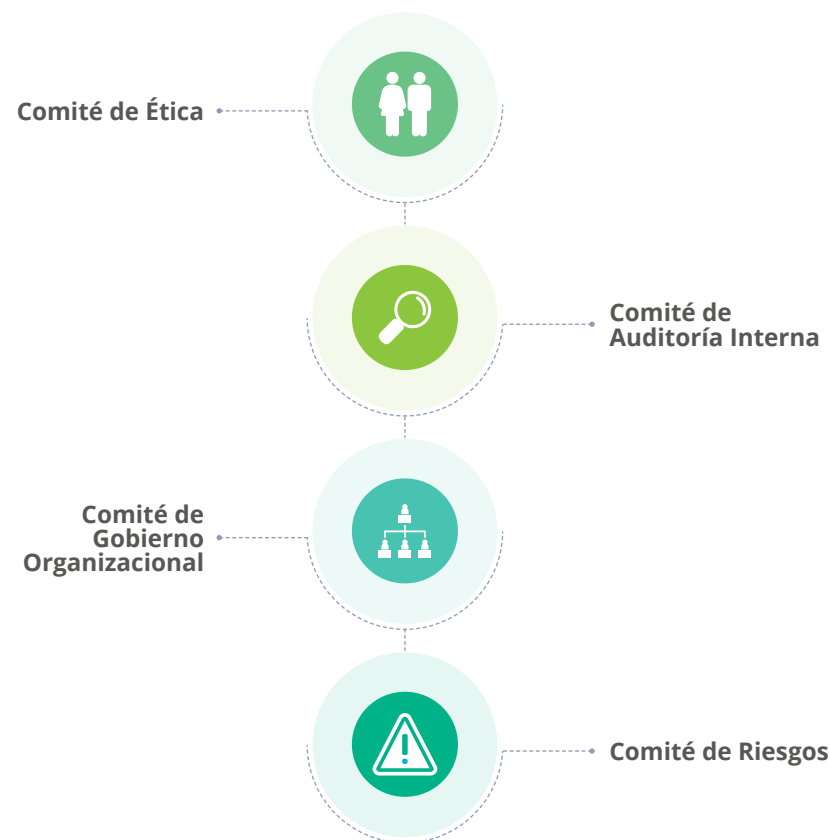 Comité de Ética
Comité de
Auditoría Interna
Comité de
Gobierno
Organizacional
Comité de Riesgos